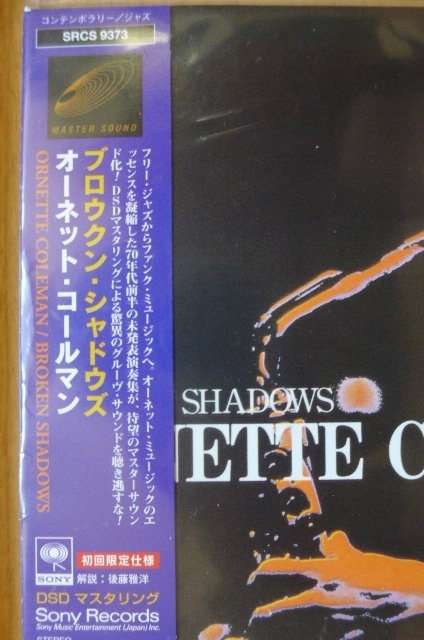 コンテンポラリー／ジャズ
SRCS 9373
MASTER SOUND
フリー・ジャズからファンク・ミュージックへ。オーネット・ミュージックのエ
ッセンスを凝縮した70年代前半の未発表演奏集が、待望のマスターサウン
ド化！DSDマスタリングによる驚異のグルーヴ・サウンドを聴き逃すな！
ブロウクン・シャドウズ
オーネット・コールマン
ORNETTE COLEMAN / BROKEN SHADOWS
SHADOWS
NETTE C
SONY
初回限定仕様
解説：後藤雅洋
DSD マスタリング
Sony Records
Sony Music Entertainment (Japan) Inc.
STEREO